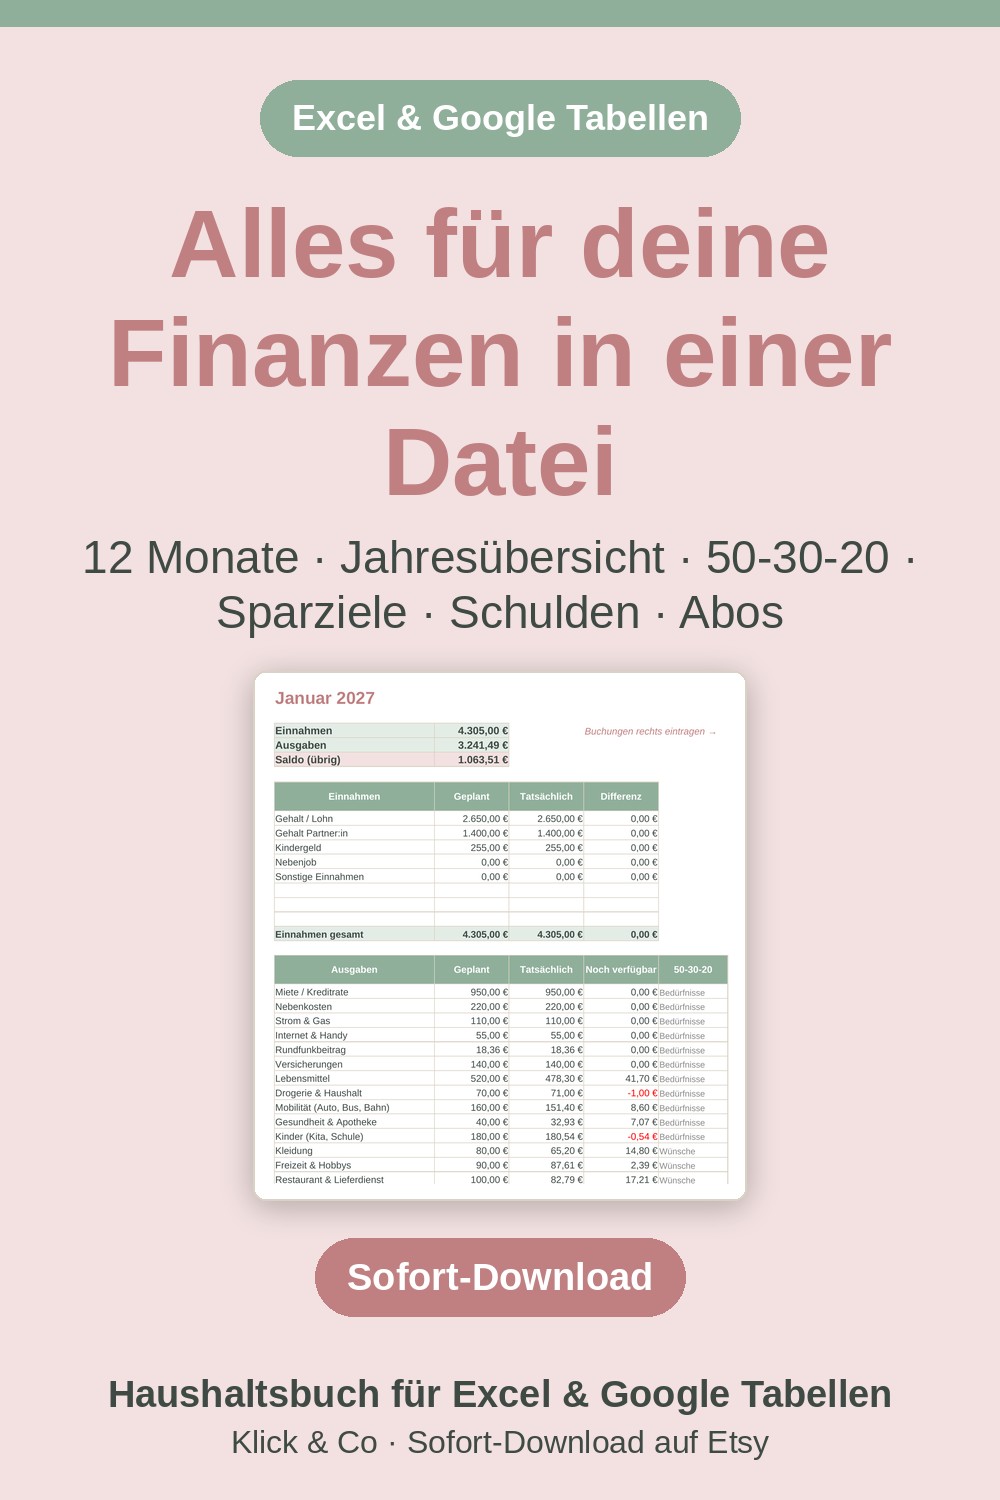 Excel & Google Tabellen
Alles für deine
Finanzen in einer
Datei
12 Monate · Jahresübersicht · 50-30-20 ·
Sparziele · Schulden · Abos
Januar 2027
Einnahmen 4.305,00 €
Buchungen rechts eintragen →
Ausgaben 3.241,49 €
Saldo (übrig) 1.063,51 €
Einnahmen Geplant Tatsächlich Differenz
Gehalt / Lohn 2.650,00 € 2.650,00 € 0,00 €
Gehalt Partner:in 1.400,00 € 1.400,00 € 0,00 €
Kindergeld 255,00 € 255,00 € 0,00 €
Nebenjob 0,00 € 0,00 € 0,00 €
Sonstige Einnahmen 0,00 € 0,00 € 0,00 €
Einnahmen gesamt 4.305,00 € 4.305,00 € 0,00 €
Ausgaben Geplant Tatsächlich Noch verfügbar 50-30-20
Miete / Kreditrate 950,00 € 950,00 € 0,00 € Bedürfnisse
Nebenkosten 220,00 € 220,00 € 0,00 € Bedürfnisse
Strom & Gas 110,00 € 110,00 € 0,00 € Bedürfnisse
Internet & Handy 55,00 € 55,00 € 0,00 € Bedürfnisse
Rundfunkbeitrag 18,36 € 18,36 € 0,00 € Bedürfnisse
Versicherungen 140,00 € 140,00 € 0,00 € Bedürfnisse
Lebensmittel 520,00 € 478,30 € 41,70 € Bedürfnisse
Drogerie & Haushalt 70,00 € 71,00 € -1,00 € Bedürfnisse
Mobilität (Auto, Bus, Bahn) 160,00 € 151,40 € 8,60 € Bedürfnisse
Gesundheit & Apotheke 40,00 € 32,93 € 7,07 € Bedürfnisse
Kinder (Kita, Schule) 180,00 € 180,54 € -0,54 € Bedürfnisse
Kleidung 80,00 € 65,20 € 14,80 € Wünsche
Freizeit & Hobbys 90,00 € 87,61 € 2,39 € Wünsche
Restaurant & Lieferdienst 100,00 € 82,79 € 17,21 € Wünsche
Sofort-Download
Haushaltsbuch für Excel & Google Tabellen
Klick & Co · Sofort-Download auf Etsy